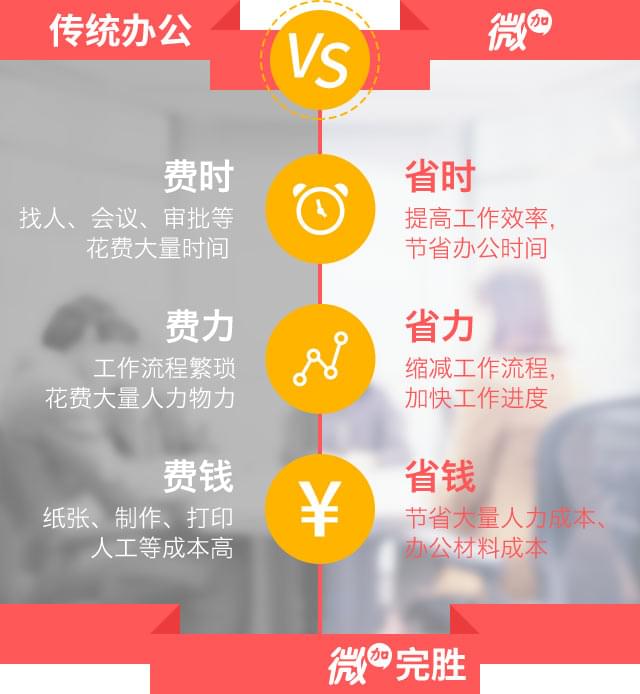 传统办公
VS
微加
费时
找人、会议、审批等
花费大量时间
省时
提高工作效率，
节省办公时间
费力
工作流程繁琐
花费大量人力物力
省力
缩减工作流程，
加快工作进度
费钱
纸张、制作、打印
人工等成本高
¥
省钱
节省大量人力成本、
办公材料成本
微加完胜